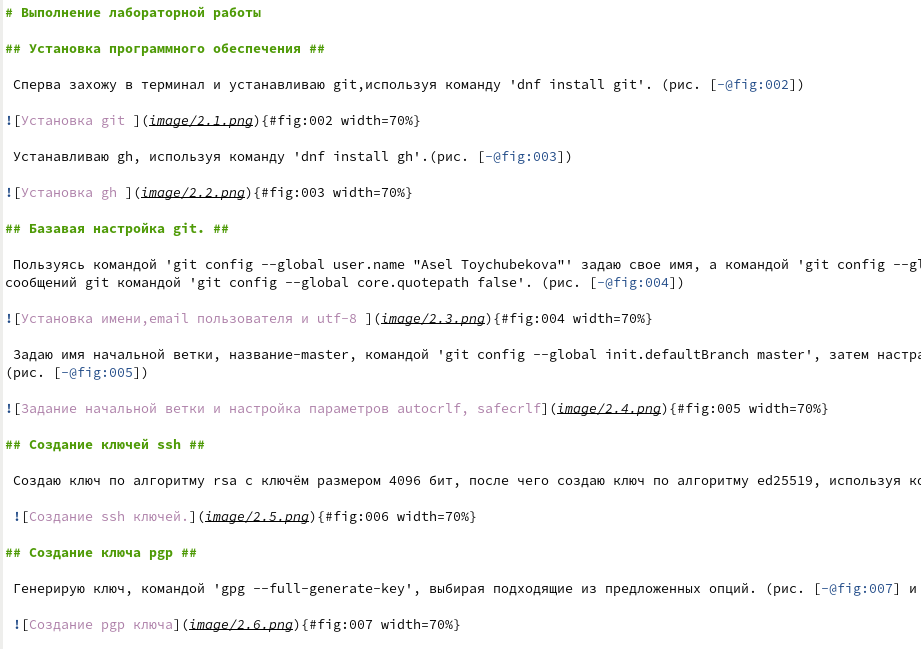 # Выполнение лабораторной работы
## Установка программного обеспечения ##
Сперва захожу в терминал и устанавливаю git,используя команду 'dnf install git'. (рис. [-@fig:002])
![Установка git ](image/2.1.png){#fig:002 width=70%}
Устанавливаю gh, используя команду 'dnf install gh'.(рис. [-@fig:003])
![Установка gh ](image/2.2.png){#fig:003 width=70%}
## Базавая настройка git. ##
Пользуясь командой 'git config --global user.name "Asel Toychubekova"' задаю свое имя, а командой 'git config --gl
сообщений git командой 'git config --global core.quotepath false'. (рис. [-@fig:004])
![Установка имени,email пользователя и utf-8 ](image/2.3.png){#fig:004 width=70%}
Задаю имя начальной ветки, название-master, командой 'git config --global init.defaultBranch master', затем настра
(рис. [-@fig:005])
![Задание начальной ветки и настройка параметров autocrlf, safecrlf](image/2.4.png){#fig:005 width=70%}
## Создание ключей ssh ##
Создаю ключ по алгоритму rsa с ключём размером 4096 бит, после чего создаю ключ по алгоритму ed25519, используя ко
![Создание ssh ключей.](image/2.5.png){#fig:006 width=70%}
## Создание ключа pgp ##
Генерирую ключ, командой 'gpg --full-generate-key', выбирая подходящие из предложенных опций. (рис. [-@fig:007] и
![Создание pgp ключа](image/2.6.png){#fig:007 width=70%}